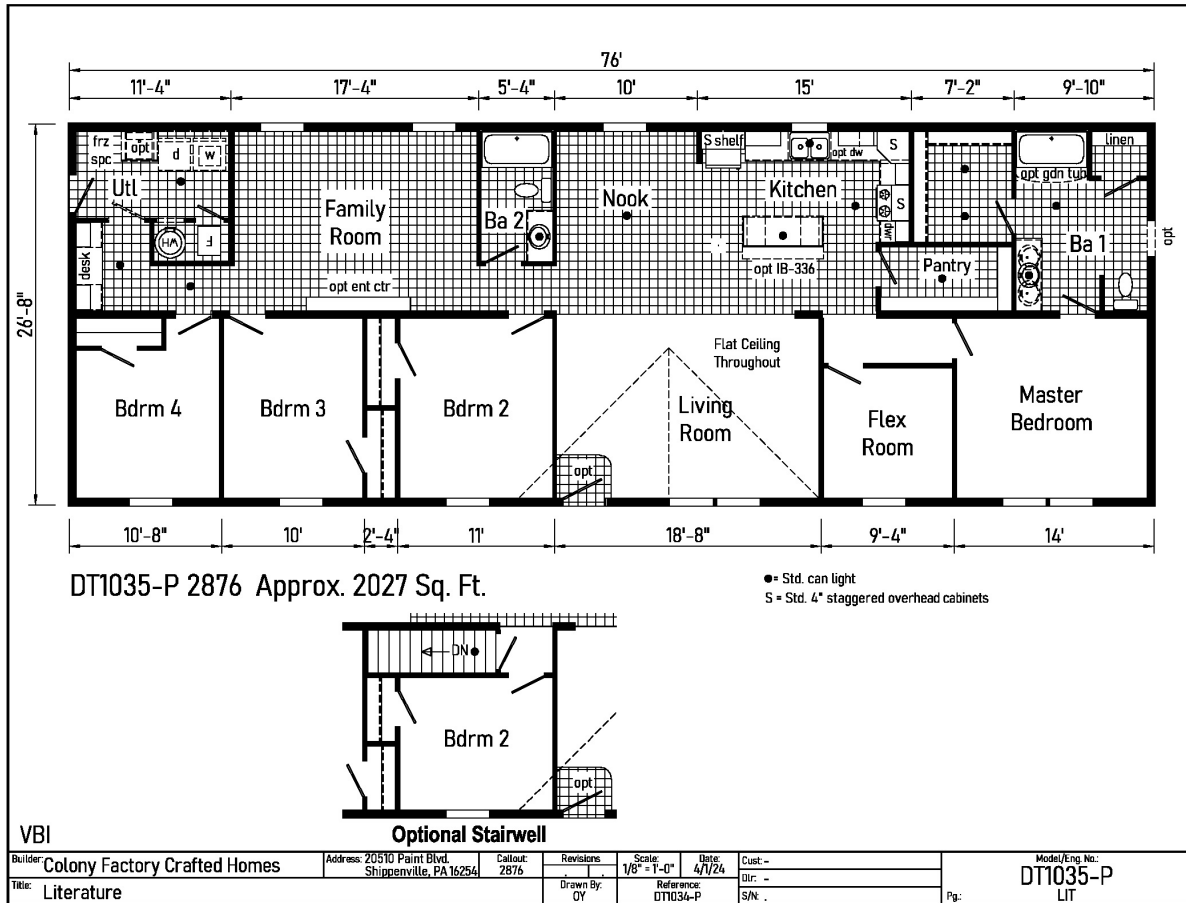 76'
11'-4" 17'-4" 5'-4" 10' 15' 7'-2" 9'-10"
26'-8"
frz
spc
opt
d
W
Utl
WH
F
desk
Family
Room
opt ent ctr
Ba 2
Nook
S shelf
opt dw
S
Kitchen
S
dwr
opt IB-336
Pantry
linen
opt gdn tub
Ba 1
opt
Bdrm 4
Bdrm 3
Bdrm 2
Flat Ceiling
Throughout
Living
Room
opt
Flex
Room
Master
Bedroom
10'-8" 10' 2'-4" 11' 18'-8" 9'-4" 14'
DT1035-P 2876 Approx. 2027 Sq. Ft.
= Std. can light
S = Std. 4" staggered overhead cabinets
DN
Bdrm 2
opt
VBI
Optional Stairwell
Builder: Colony Factory Crafted Homes
Address: 20510 Paint Blvd.
Shippenville, PA 16254
Callout:
2876
Revisions
Scale:
1/8" = 1'-0"
Date:
4/1/24
Cust:-
Dlr: -
S/N: .
Model/Eng. No.:
DT1035-P
Title: Literature
Drawn By:
OY
Reference:
DT1034-P
Pg.: LIT